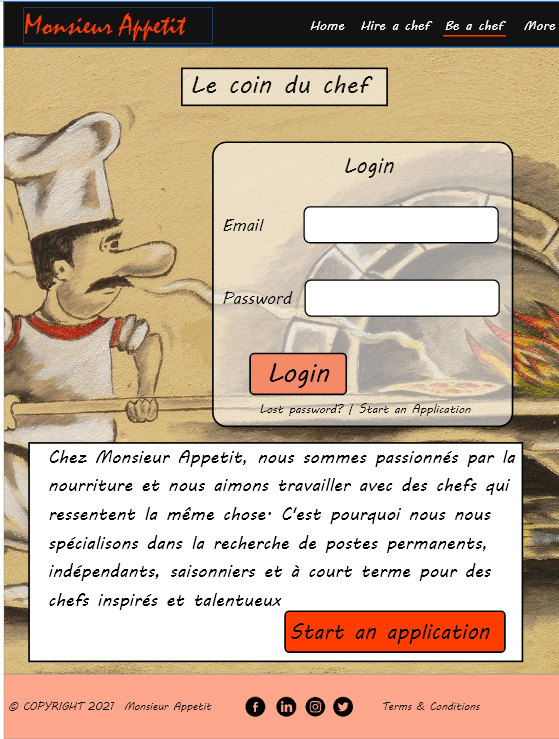 Monsieur Appetit
Home Hire a chef Be a chef More
Le coin du chef
Login
Email
Password
Login
Lost password? | Start an Application
Chez Monsieur Appetit, nous sommes passionnés par la
nourriture et nous aimons travailler avec des chefs qui
ressentent la même chose. C'est pourquoi nous nous
spécialisons dans la recherche de postes permanents,
indépendants, saisonniers et à court terme pour des
chefs inspirés et talentueux
Start an application
© COPYRIGHT 2021 Monsieur Appetit
Terms & Conditions